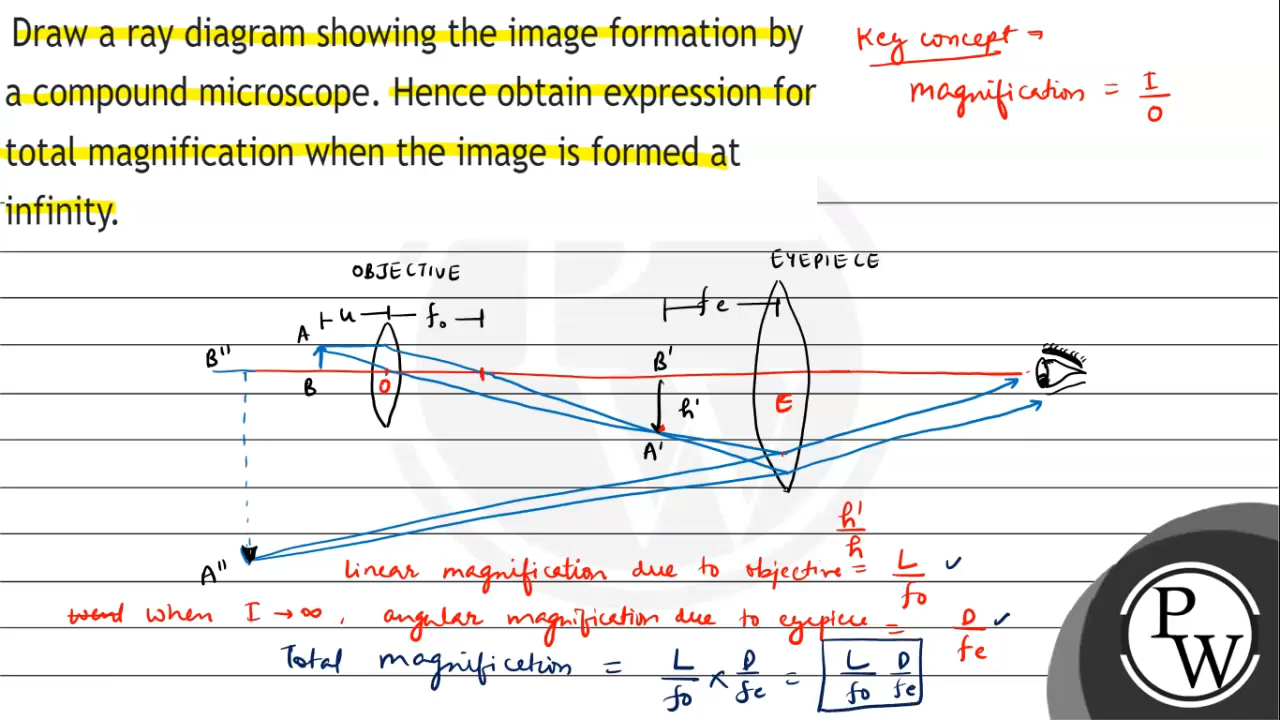 Draw a ray diagram showing the image formation by
a compound microscope. Hence obtain expression for
total magnification when the image is formed at
infinity.
Key concept →
magnification = I/O
OBJECTIVE
EYEPIECE
u
f₀
fe
A
B"
B
O
B'
h'
E
A'
A"
h'/h
Linear magnification due to objective = L/f₀ ✓
when I → ∞, angular magnification due to eyepiece = D/fe ✓
Total magnification = L/f₀ × D/fe = L/f₀ D/fe
P
W